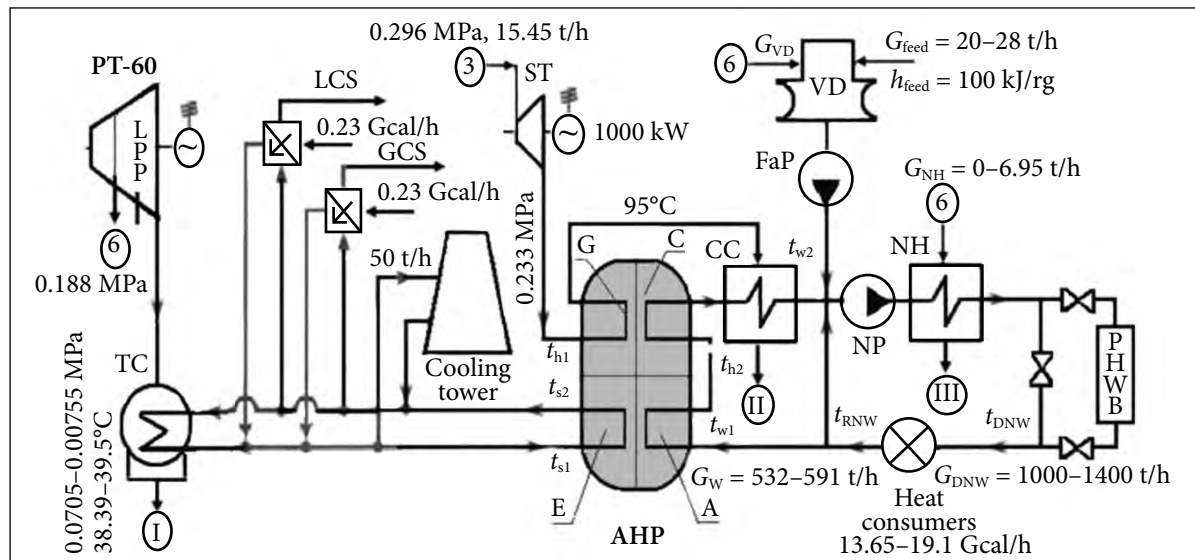 0.296 MPa, 15.45 t/h
PT-60
3
ST
LPP
~
LCS
0.23 Gcal/h
GCS
0.23 Gcal/h
1000 kW
~
6
G_VD
VD
G_feed = 20–28 t/h
h_feed = 100 kJ/rg
FaP
G_NH = 0–6.95 t/h
6
6
0.188 MPa
50 t/h
Cooling
tower
0.233 MPa
95°C
G
C
CC
t_w2
NP
NH
PHWB
TC
0.0705–0.00755 MPa
38.39–39.5°C
t_h1
t_h2
t_s2
t_w1
t_s1
II
III
I
t_RNW
t_DNW
E
A
AHP
G_W = 532–591 t/h
G_DNW = 1000–1400 t/h
Heat
consumers
13.65–19.1 Gcal/h